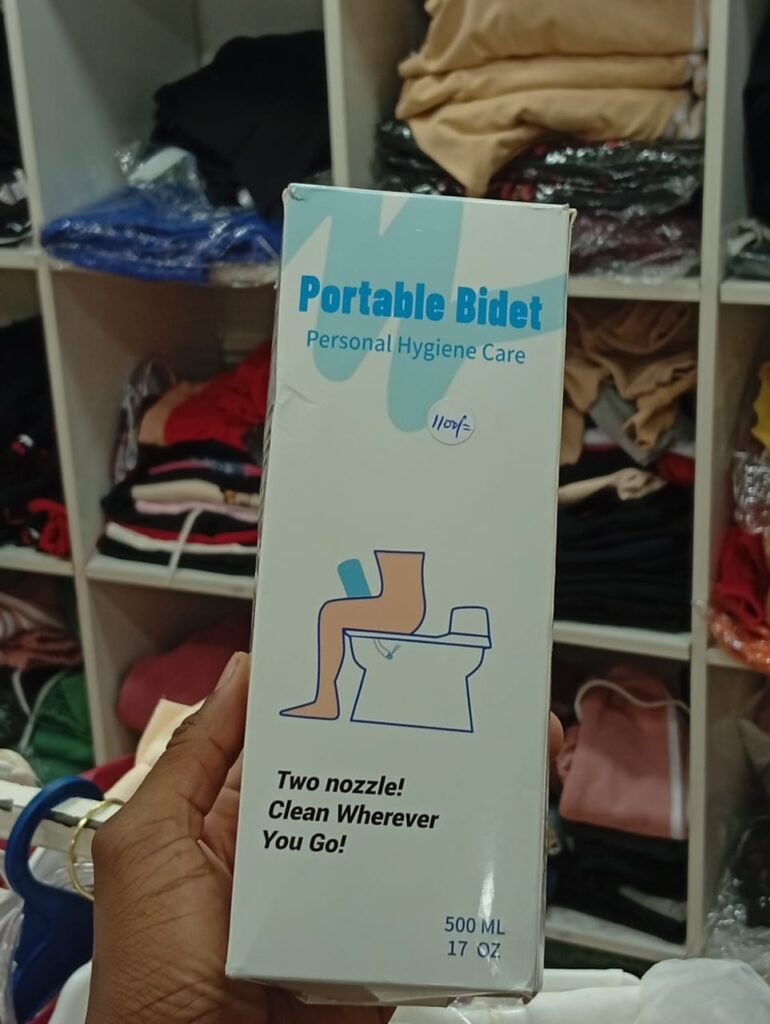 Portable Bidet
Personal Hygiene Care
1100/=
Two nozzle!
Clean Wherever
You Go!
500 ML
17 OZ